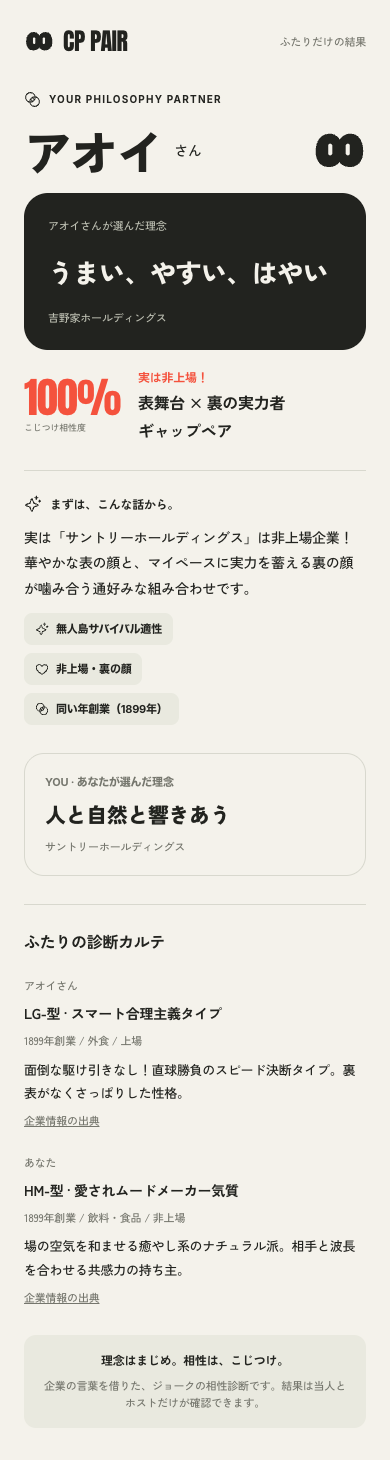 CP PAIR
ふたりだけの結果
YOUR PHILOSOPHY PARTNER
アオイ さん
アオイさんが選んだ理念
うまい、やすい、はやい
吉野家ホールディングス
100%
こじつけ相性度
実は非上場！
表舞台 × 裏の実力者
ギャップペア
まずは、こんな話から。
実は「サントリーホールディングス」は非上場企業！
華やかな表の顔と、マイペースに実力を蓄える裏の顔
が噛み合う通好みな組み合わせです。
無人島サバイバル適性
非上場・裏の顔
同い年創業（1899年）
YOU · あなたが選んだ理念
人と自然と響きあう
サントリーホールディングス
ふたりの診断カルテ
アオイさん
LG-型 · スマート合理主義タイプ
1899年創業 / 外食 / 上場
面倒な駆け引きなし！直球勝負のスピード決断タイプ。裏
表がなくさっぱりした性格。
企業情報の出典
あなた
HM-型 · 愛されムードメーカー気質
1899年創業 / 飲料・食品 / 非上場
場の空気を和ませる癒やし系のナチュラル派。相手と波長
を合わせる共感力の持ち主。
企業情報の出典
理念はまじめ。相性は、こじつけ。
企業の言葉を借りた、ジョークの相性診断です。結果は当人と
ホストだけが確認できます。